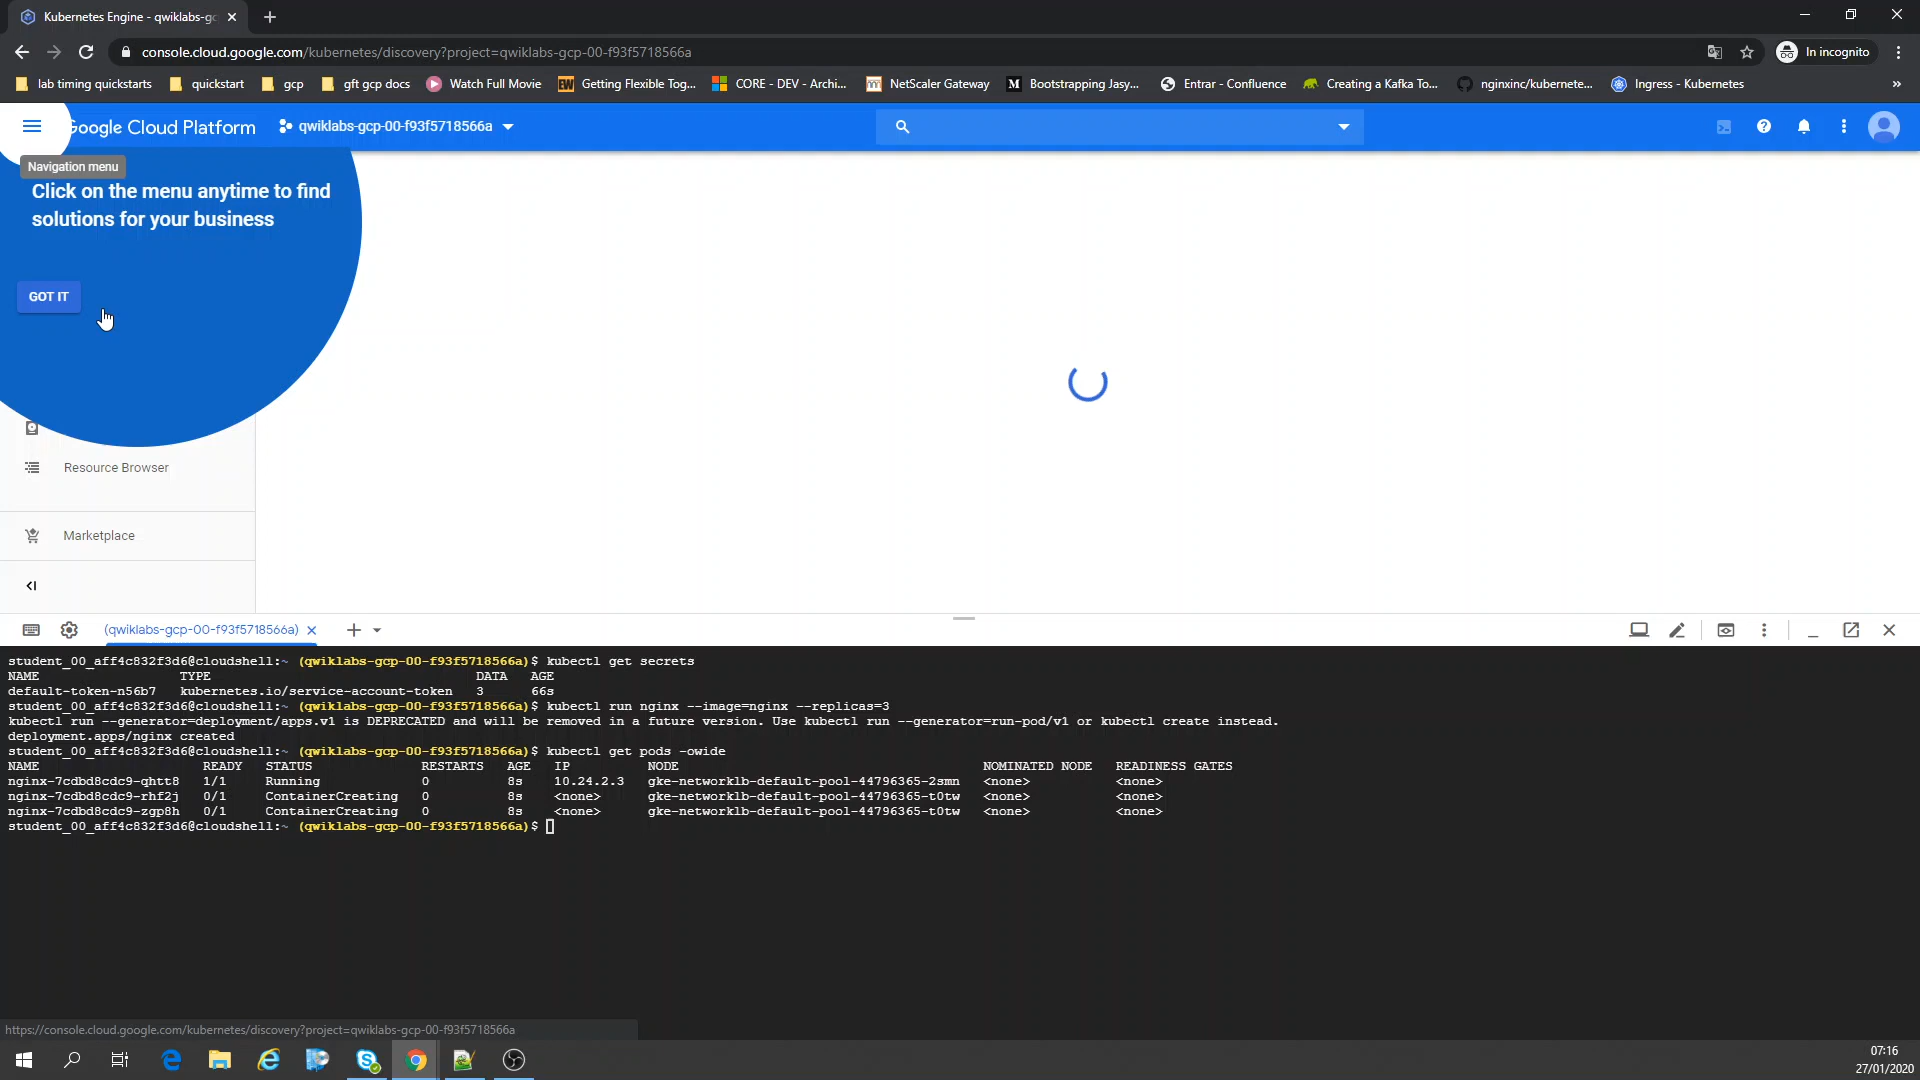 Kubernetes Engine - qwiklabs-gc
console.cloud.google.com/kubernetes/discovery?project=qwiklabs-gcp-00-f93f5718566a
In incognito
lab timing quickstarts
quickstart
gcp
gft gcp docs
Watch Full Movie
Getting Flexible Tog...
CORE - DEV - Archi...
NetScaler Gateway
Bootstrapping Jasy...
Entrar - Confluence
Creating a Kafka To...
nginxinc/kubernete...
Ingress - Kubernetes
»
Google Cloud Platform
qwiklabs-gcp-00-f93f5718566a
Navigation menu
Click on the menu anytime to find
solutions for your business
GOT IT
Resource Browser
Marketplace
(qwiklabs-gcp-00-f93f5718566a)
student_00_aff4c832f3d6@cloudshell:~ (qwiklabs-gcp-00-f93f5718566a)$ kubectl get secrets
NAME TYPE DATA AGE
default-token-n56b7 kubernetes.io/service-account-token 3 66s
student_00_aff4c832f3d6@cloudshell:~ (qwiklabs-gcp-00-f93f5718566a)$ kubectl run nginx --image=nginx --replicas=3
kubectl run --generator=deployment/apps.v1 is DEPRECATED and will be removed in a future version. Use kubectl run --generator=run-pod/v1 or kubectl create instead.
deployment.apps/nginx created
student_00_aff4c832f3d6@cloudshell:~ (qwiklabs-gcp-00-f93f5718566a)$ kubectl get pods -owide
NAME READY STATUS RESTARTS AGE IP NODE NOMINATED NODE READINESS GATES
nginx-7cdbd8cdc9-qhtt8 1/1 Running 0 8s 10.24.2.3 gke-networklb-default-pool-44796365-2smn <none> <none>
nginx-7cdbd8cdc9-rhf2j 0/1 ContainerCreating 0 8s <none> gke-networklb-default-pool-44796365-t0tw <none> <none>
nginx-7cdbd8cdc9-zgp8h 0/1 ContainerCreating 0 8s <none> gke-networklb-default-pool-44796365-t0tw <none> <none>
student_00_aff4c832f3d6@cloudshell:~ (qwiklabs-gcp-00-f93f5718566a)$
https://console.cloud.google.com/kubernetes/discovery?project=qwiklabs-gcp-00-f93f5718566a
07:16
27/01/2020